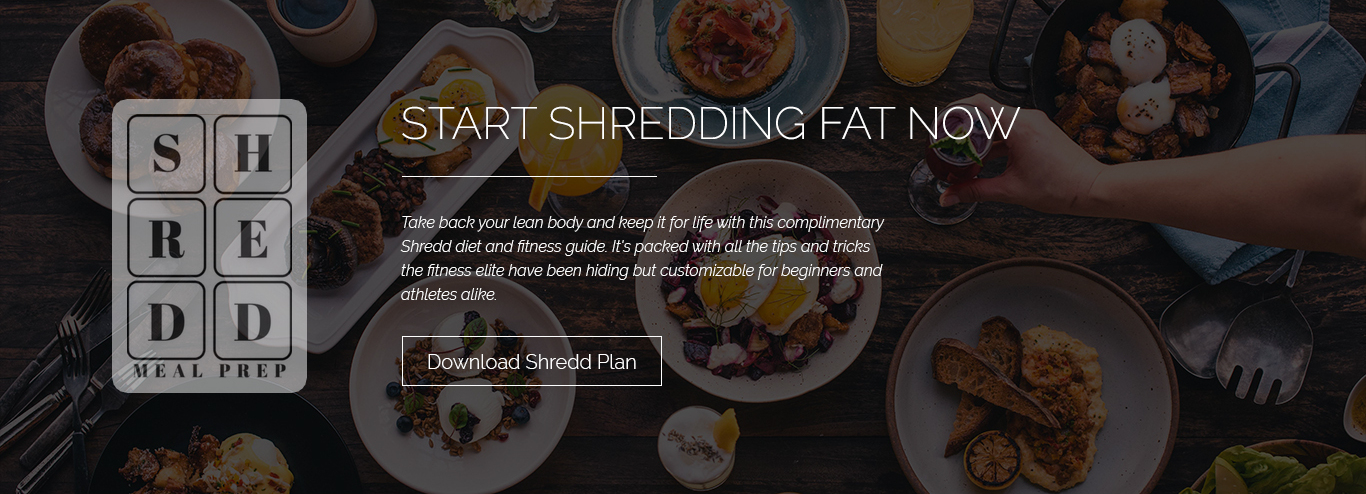 S H
R E
D D
MEAL PREP
START SHREDDING FAT NOW
Take back your lean body and keep it for life with this complimentary
Shredd diet and fitness guide. It's packed with all the tips and tricks
the fitness elite have been hiding but customizable for beginners and
athletes alike.
Download Shredd Plan